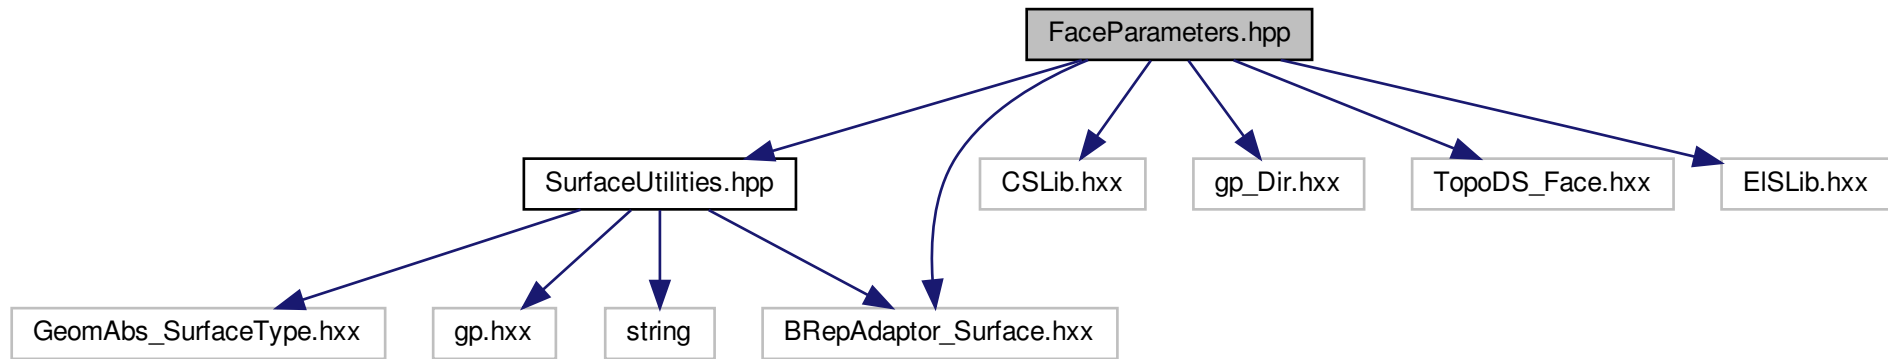 FaceParameters.hpp
SurfaceUtilities.hpp
CSLib.hxx
gp_Dir.hxx
TopoDS_Face.hxx
ElSLib.hxx
GeomAbs_SurfaceType.hxx
gp.hxx
string
BRepAdaptor_Surface.hxx